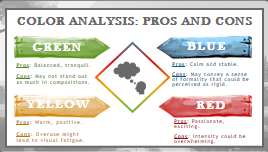 COLOR ANALYSIS: PROS AND CONS
GREEN
Pros: Balanced, tranquil.
Cons: May not stand out
as much in compositions.
BLUE
Pros: Calm and stable.
Cons: May convey a sense
of formality that could be
perceived as rigid.
YELLOW
Pros: Warm, positive.
Cons: Overuse might
lead to visual fatigue.
RED
Pros: Passionate,
exciting.
Cons: Intensity could be
overwhelming.